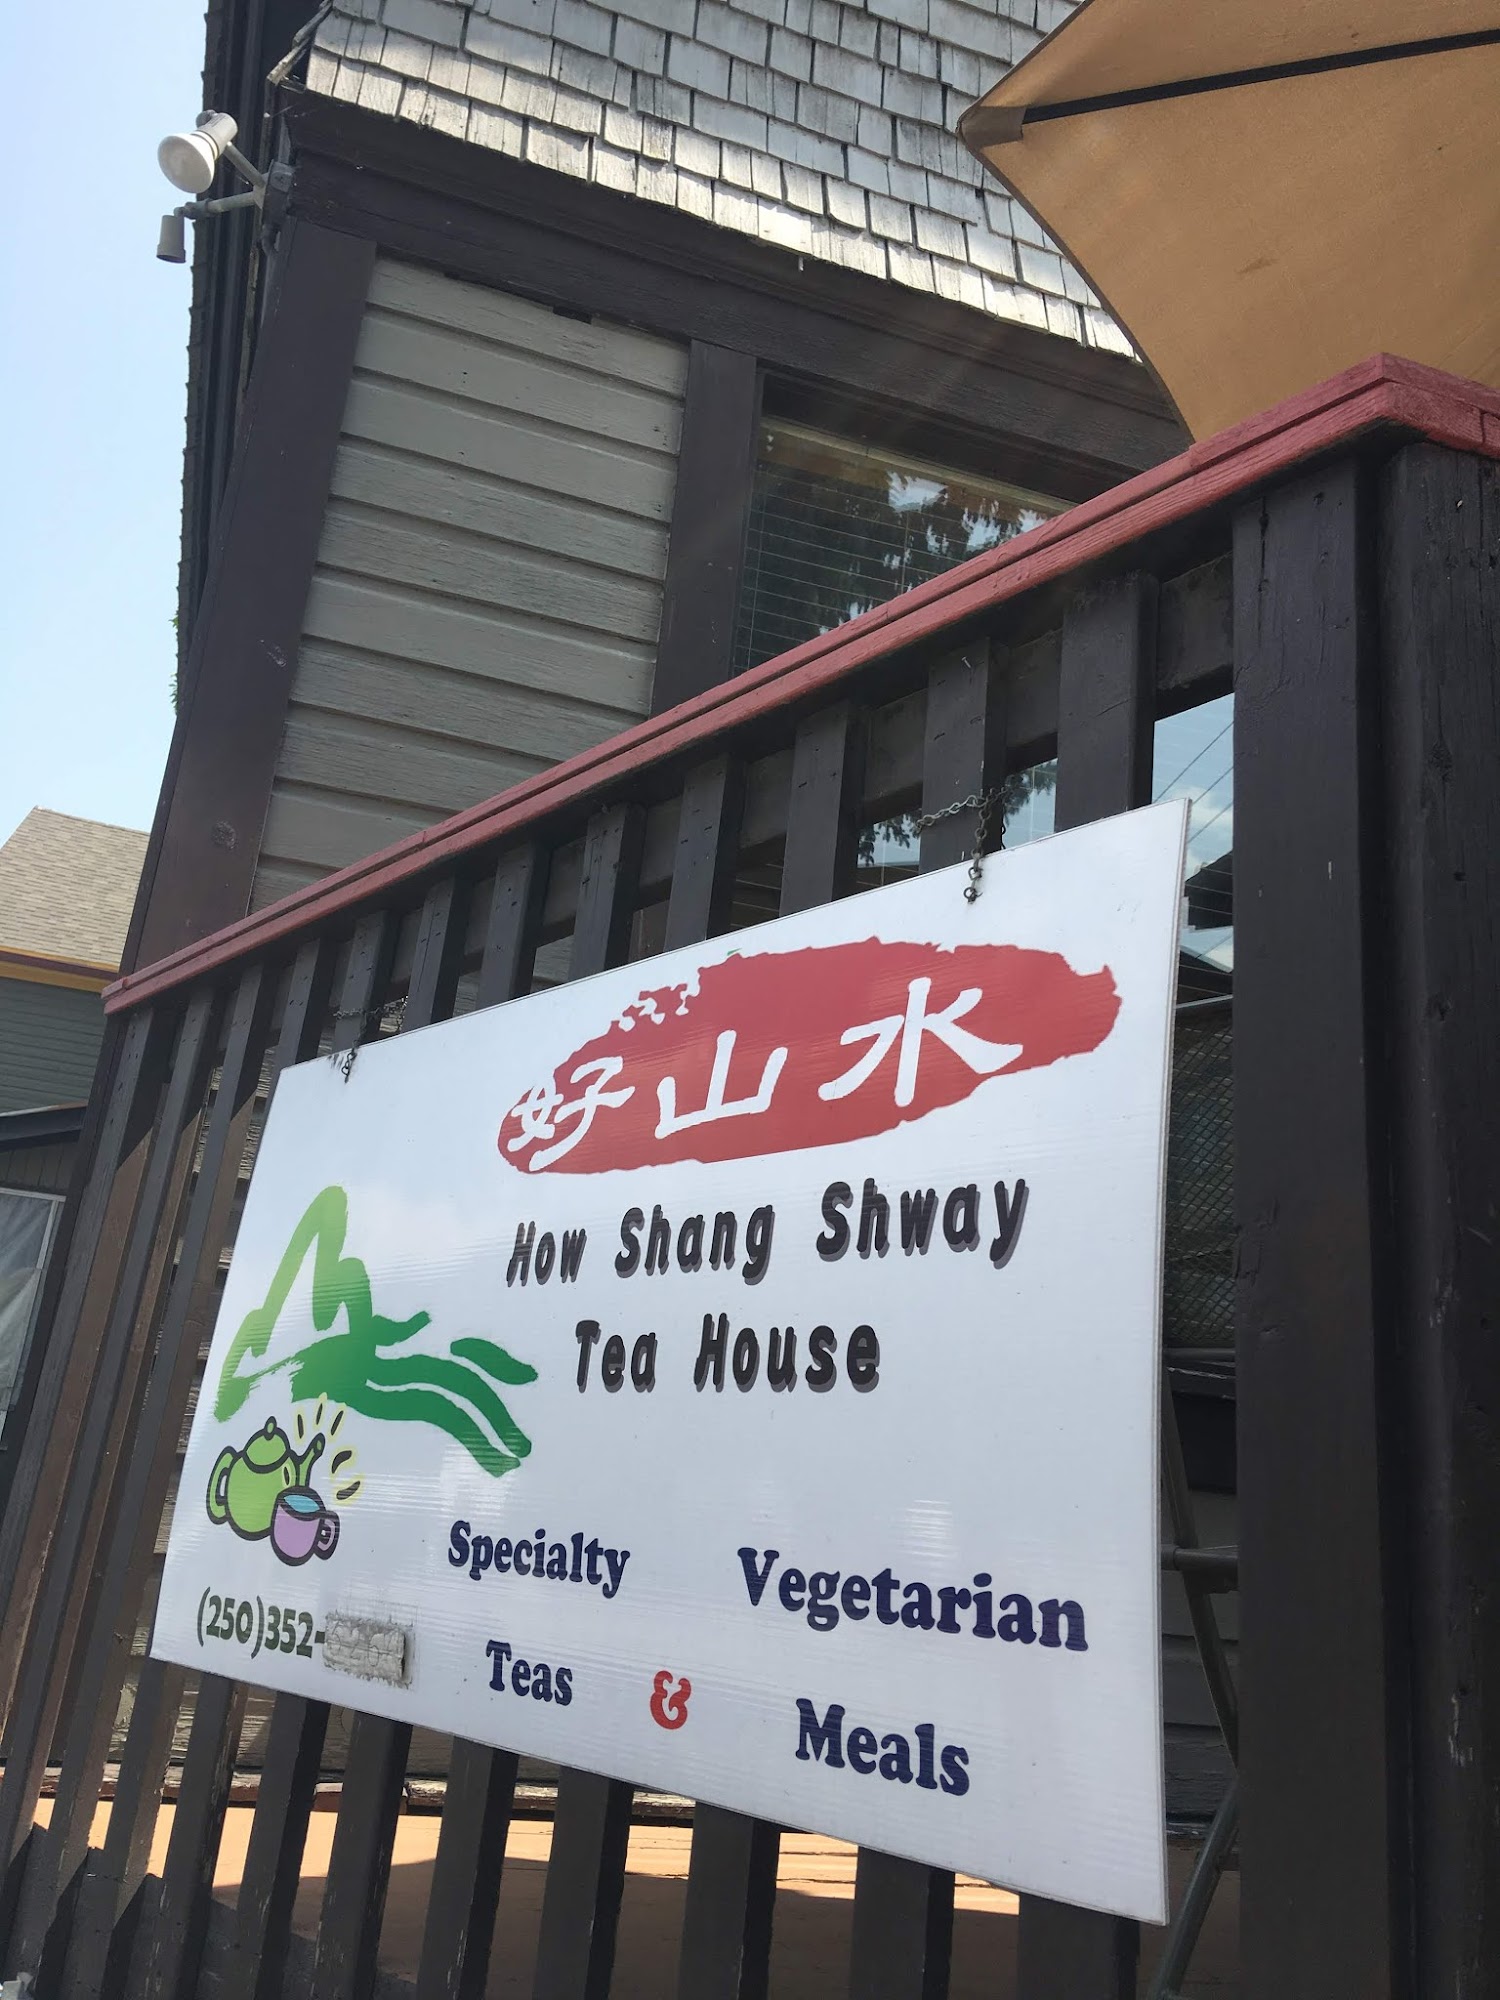 好山水
How Shang Shway
Tea House
Specialty
Teas
&
Vegetarian
Meals
(250)352-